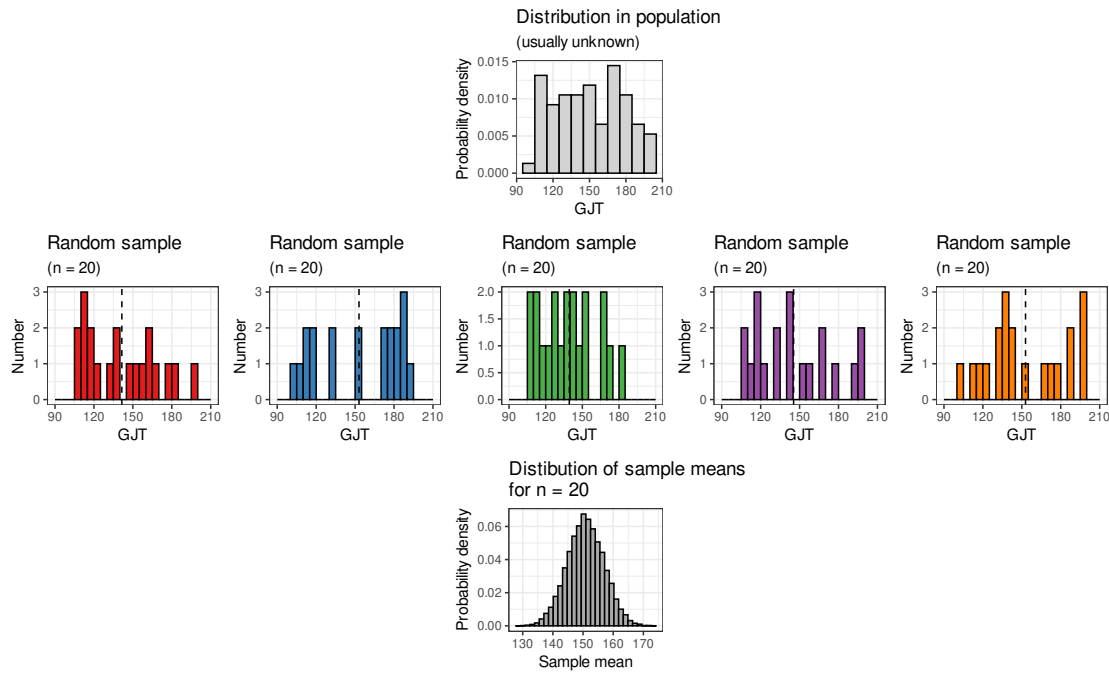 Distribution in population
(usually unknown)
Probability density
0.015
0.010
0.005
0.000
90 120 150 180 210
GJT
Random sample
(n = 20)
Number
3
2
1
0
90 120 150 180 210
GJT
Random sample
(n = 20)
Number
3
2
1
0
90 120 150 180 210
GJT
Random sample
(n = 20)
Number
2.0
1.5
1.0
0.5
0.0
90 120 150 180 210
GJT
Random sample
(n = 20)
Number
3
2
1
0
90 120 150 180 210
GJT
Random sample
(n = 20)
Number
3
2
1
0
90 120 150 180 210
GJT
Distibution of sample means
for n = 20
Probability density
0.06
0.04
0.02
0.00
130 140 150 160 170
Sample mean